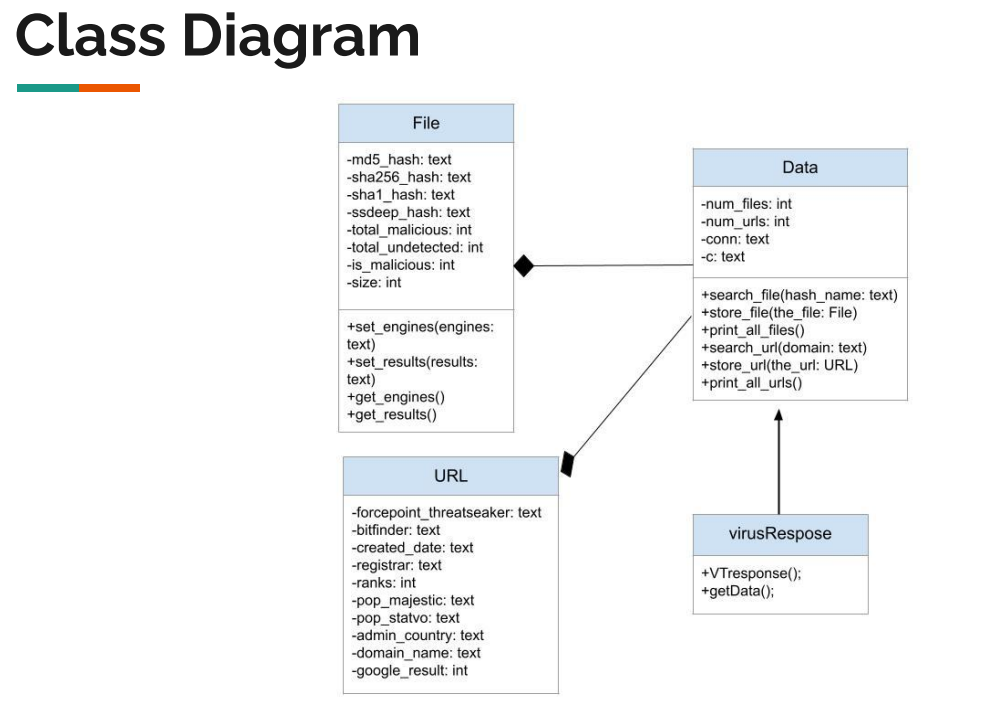 Class Diagram
File
-md5_hash: text
-sha256_hash: text
-sha1_hash: text
-ssdeep_hash: text
-total_malicious: int
-total_undetected: int
-is_malicious: int
-size: int
+set_engines(engines:
text)
+set_results(results:
text)
+get_engines()
+get_results()
Data
-num_files: int
-num_urls: int
-conn: text
-c: text
+search_file(hash_name: text)
+store_file(the_file: File)
+print_all_files()
+search_url(domain: text)
+store_url(the_url: URL)
+print_all_urls()
URL
-forcepoint_threatseaker: text
-bitfinder: text
-created_date: text
-registrar: text
-ranks: int
-pop_majestic: text
-pop_statvo: text
-admin_country: text
-domain_name: text
-google_result: int
virusRespose
+VTresponse();
+getData();